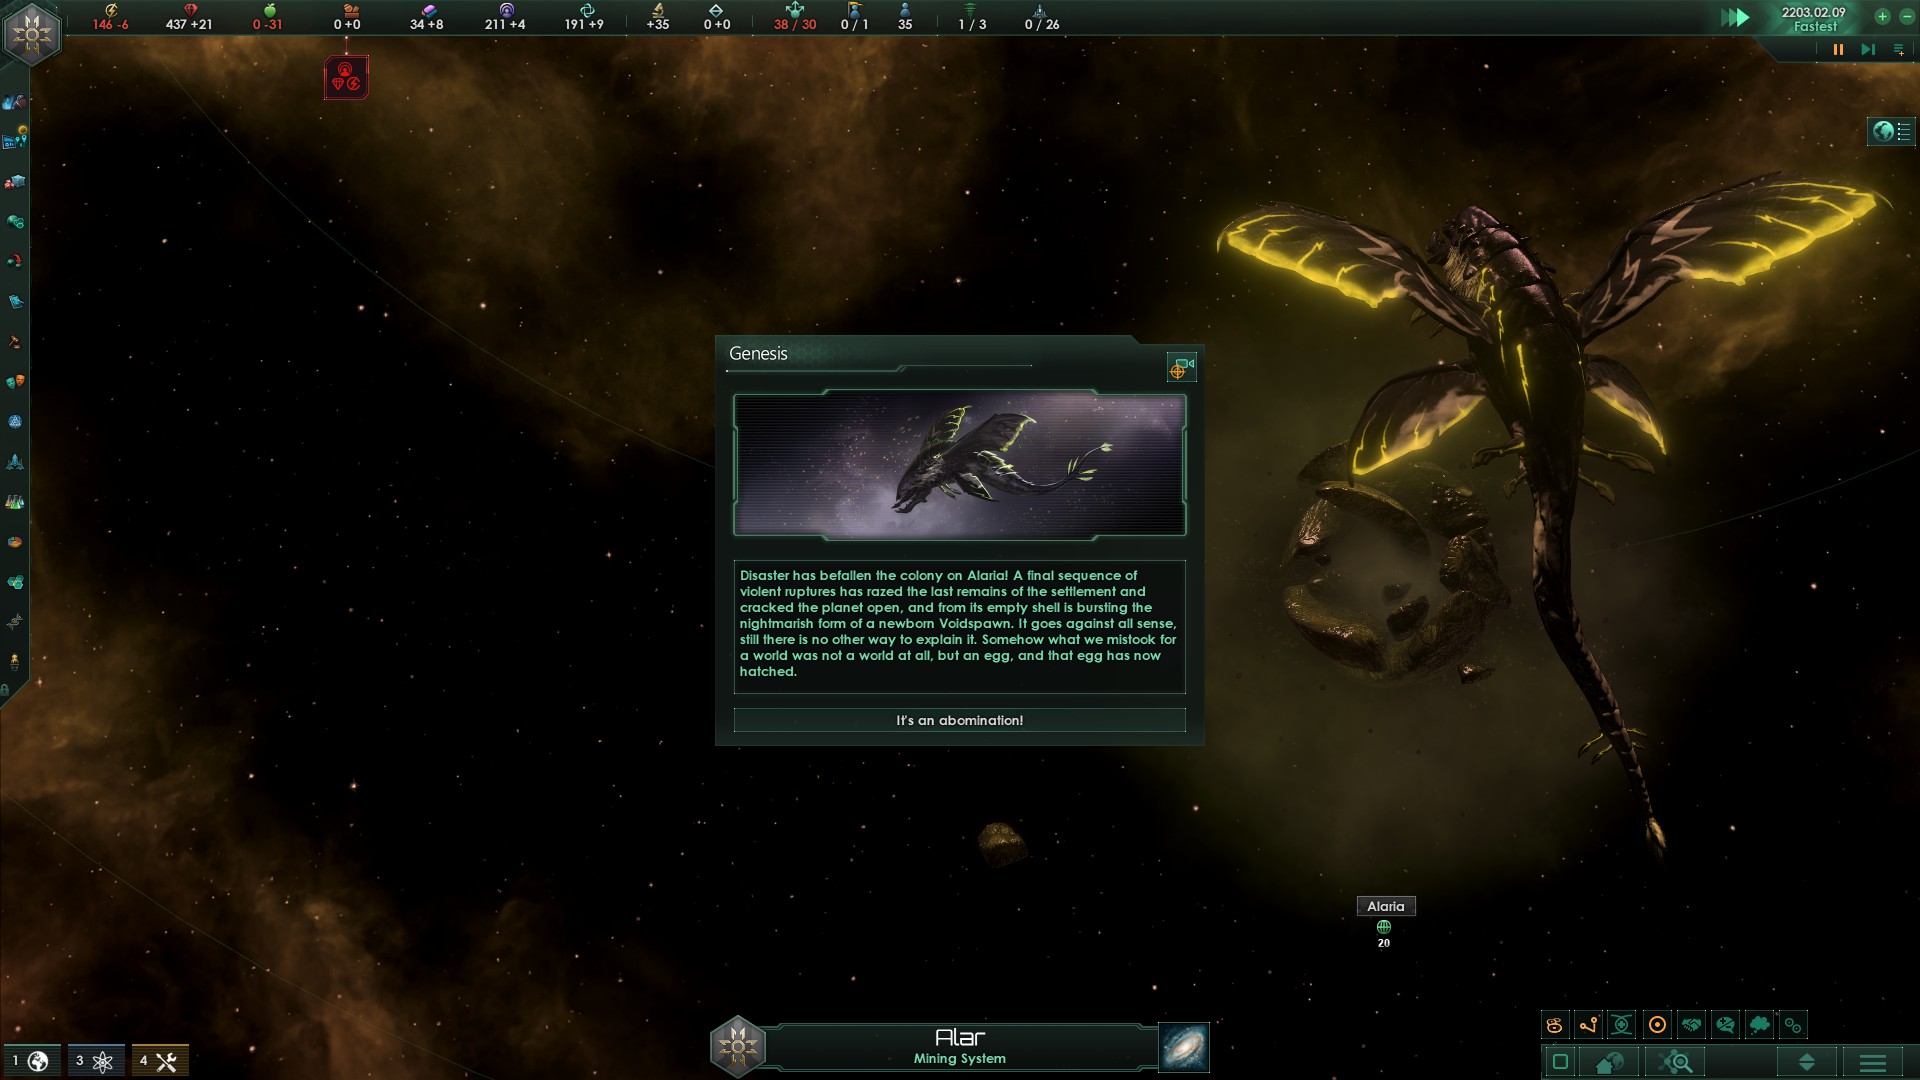 146 -6 437 +21 0 -31 0 +0 34 +8 211 +4 191 +9 +35 0 +0 38 / 30 0 / 1 35 1 / 3 0 / 26
2203.02.09
Fastest
Genesis
Disaster has befallen the colony on Alaria! A final sequence of
violent ruptures has razed the last remains of the settlement and
cracked the planet open, and from its empty shell is bursting the
nightmarish form of a newborn Voidspawn. It goes against all sense,
still there is no other way to explain it. Somehow what we mistook for
a world was not a world at all, but an egg, and that egg has now
hatched.
It's an abomination!
Alaria
20
1 3 4
Alar
Mining System